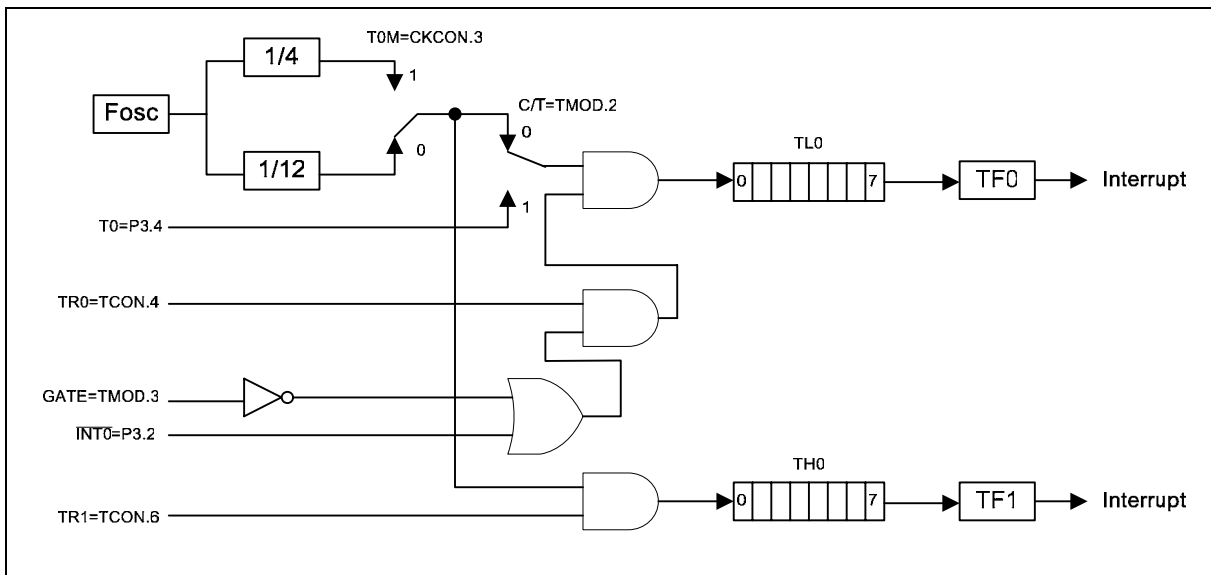 T0M=CKCON.3
1/4
1
Fosc
C/T̅=TMOD.2
0
0
1/12
TL0
0 7
TF0
Interrupt
1
T0=P3.4
TR0=TCON.4
GATE=TMOD.3
I̅N̅T̅0̅=P3.2
TH0
0 7
TF1
Interrupt
TR1=TCON.6